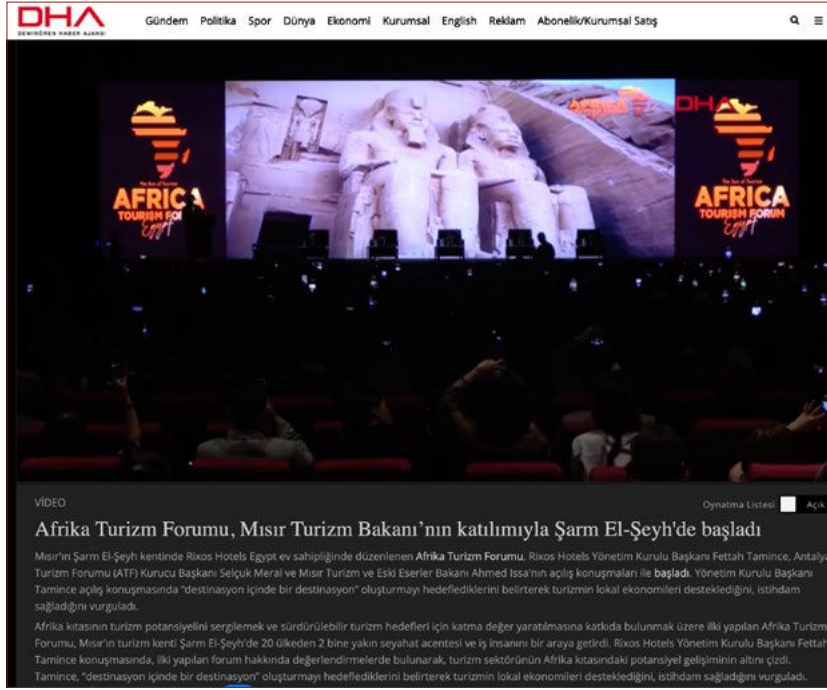 DHA
DEMİRÖREN HABER AJANSI
Gündem Politika Spor Dünya Ekonomi Kurumsal English Reklam Abonelik/Kurumsal Satış
AFRICA
TOURISM FORUM
Egypt
AFRICA
DHA
The Sun of Tourism
AFRICA
TOURISM FORUM
Egypt
VİDEO
Oynatma Listesi Açık
Afrika Turizm Forumu, Mısır Turizm Bakanı’nın katılımıyla Şarm El-Şeyh'de başladı
Mısır’ın Şarm El-Şeyh kentinde Rixos Hotels Egypt ev sahipliğinde düzenlenen Afrika Turizm Forumu, Rixos Hotels Yönetim Kurulu Başkanı Fettah Tamince, Antalya
Turizm Forumu (ATF) Kurucu Başkanı Selçuk Meral ve Mısır Turizm ve Eski Eserler Bakanı Ahmed Issa’nın açılış konuşmaları ile başladı. Yönetim Kurulu Başkanı
Tamince açılış konuşmasında “destinasyon içinde bir destinasyon” oluşturmayı hedeflediklerini belirterek turizmin lokal ekonomileri desteklediğini, istihdam
sağladığını vurguladı.
Afrika kıtasının turizm potansiyelini sergilemek ve sürdürülebilir turizm hedefleri için katma değer yaratılmasına katkıda bulunmak üzere ilki yapılan Afrika Turizm
Forumu, Mısır’ın turizm kenti Şarm El-Şeyh’de 20 ülkeden 2 bine yakın seyahat acentesi ve iş insanını bir araya getirdi. Rixos Hotels Yönetim Kurulu Başkanı Fettah
Tamince konuşmasında, ilki yapılan forum hakkında değerlendirmelerde bulunarak, turizm sektörünün Afrika kıtasındaki potansiyel gelişiminin altını çizdi.
Tamince, “destinasyon içinde bir destinasyon” oluşturmayı hedeflediklerini belirterek turizmin lokal ekonomileri desteklediğini, istihdam sağladığını vurguladı.